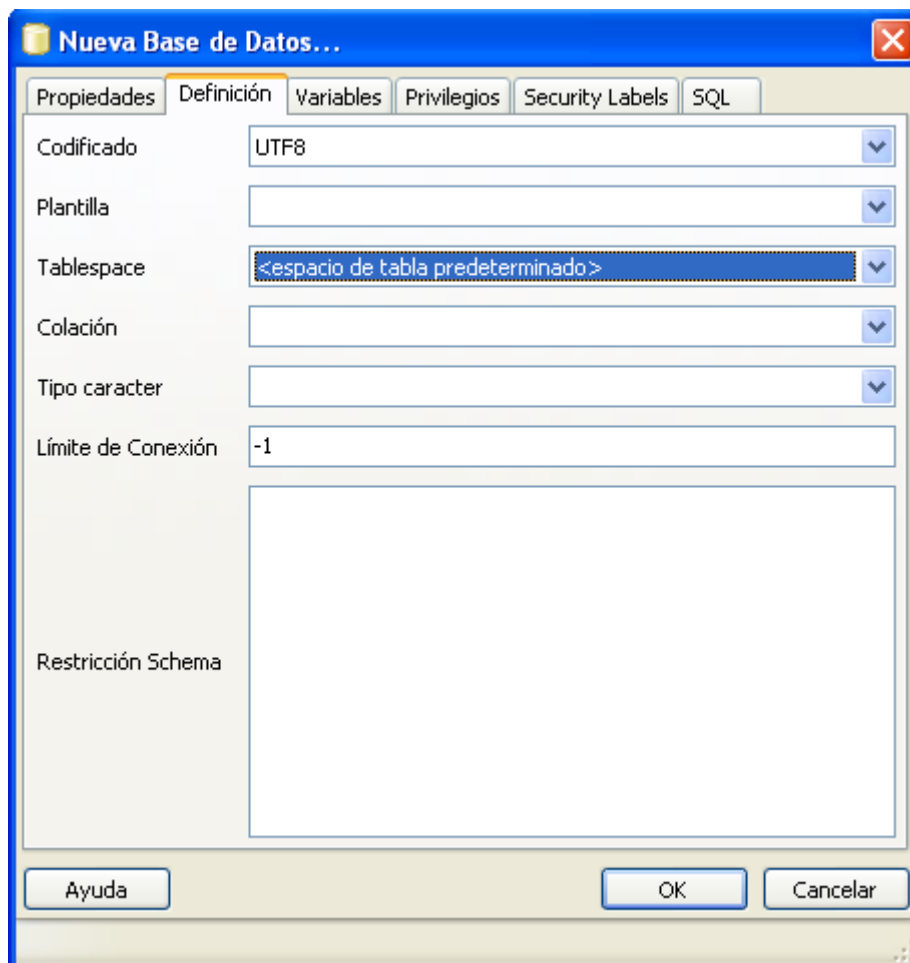 Nueva Base de Datos...
Propiedades Definición Variables Privilegios Security Labels SQL
Codificado UTF8
Plantilla
Tablespace <espacio de tabla predeterminado>
Colación
Tipo caracter
Límite de Conexión -1
Restricción Schema
Ayuda OK Cancelar